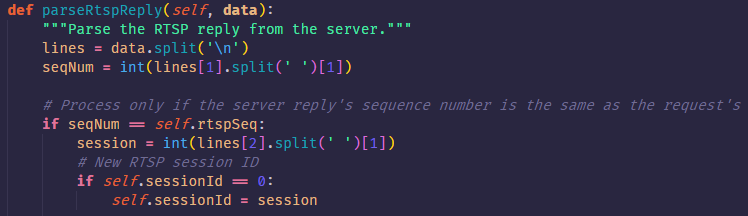 def parseRtspReply(self, data):
    """Parse the RTSP reply from the server."""
    lines = data.split('\n')
    seqNum = int(lines[1].split(' ')[1])

    # Process only if the server reply's sequence number is the same as the request's
    if seqNum == self.rtspSeq:
        session = int(lines[2].split(' ')[1])
        # New RTSP session ID
        if self.sessionId == 0:
            self.sessionId = session